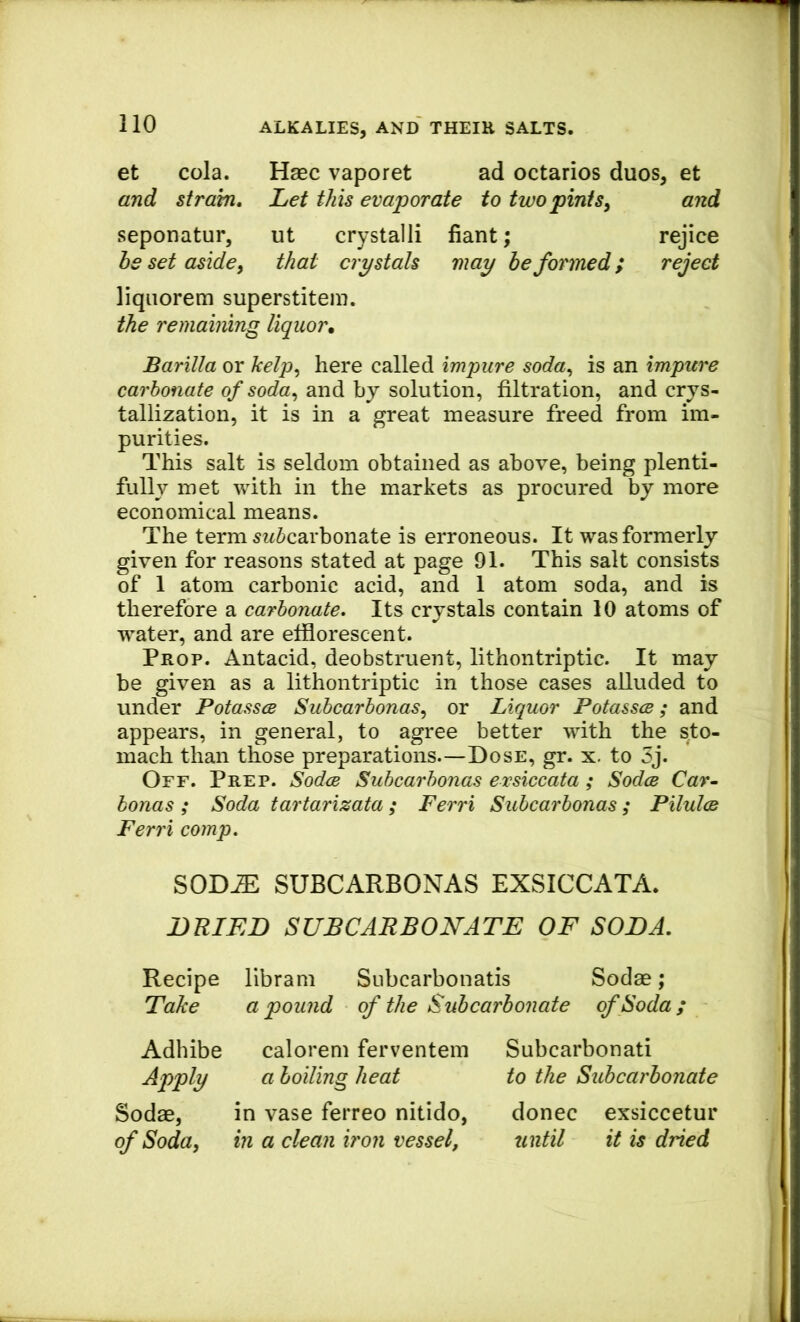 110 ALKALIES, AND THEIR SALTS.
et cola. Hæc vaporet ad octarios duos, et
and strain. Let this evaporate to two pints, and
seponatur, ut crystalli fiant; rejice
be set aside, that crystals may be formed; reject
liquorem superstitem.
the remaining liquor.
Barilla or kelp, here called impure soda, is an impure
carbonate of soda, and by solution, filtration, and crys-
tallization, it is in a great measure freed from im-
purities.
This salt is seldom obtained as above, being plenti-
fully met with in the markets as procured by more
economical means.
The term subcarbonate is erroneous. It was formerly
given for reasons stated at page 91. This salt consists
of 1 atom carbonic acid, and 1 atom soda, and is
therefore a carbonate. Its crystals contain 10 atoms of
water, and are efflorescent.
Prop. Antacid, deobstruent, lithontriptic. It may
be given as a lithontriptic in those cases alluded to
under Potassæ Subcarbonas, or Liquor Potassæ; and
appears, in general, to agree better with the sto-
mach than those preparations.—Dose, gr. x. to ʒj.
Off. Prep. Sodæ Subcarbonas exsiccata; Sodæ Car-
bonas; Soda tartarizata; Ferri Subcarbonas; Pilulæ
Ferri comp.
SODÆ SUBCARBONAS EXSICCATA.
DRIED SUBCARBONATE OF SODA.
Recipe libram Subcarbonatis Sodæ;
Take a pound of the Subcarbonate of Soda;
Adhibe calorem ferventem Subcarbonati
Apply a boiling heat to the Subcarbonate
Sodæ, in vase ferreo nitido, donec exsiccetur
of Soda, in a clean iron vessel, until it is dried